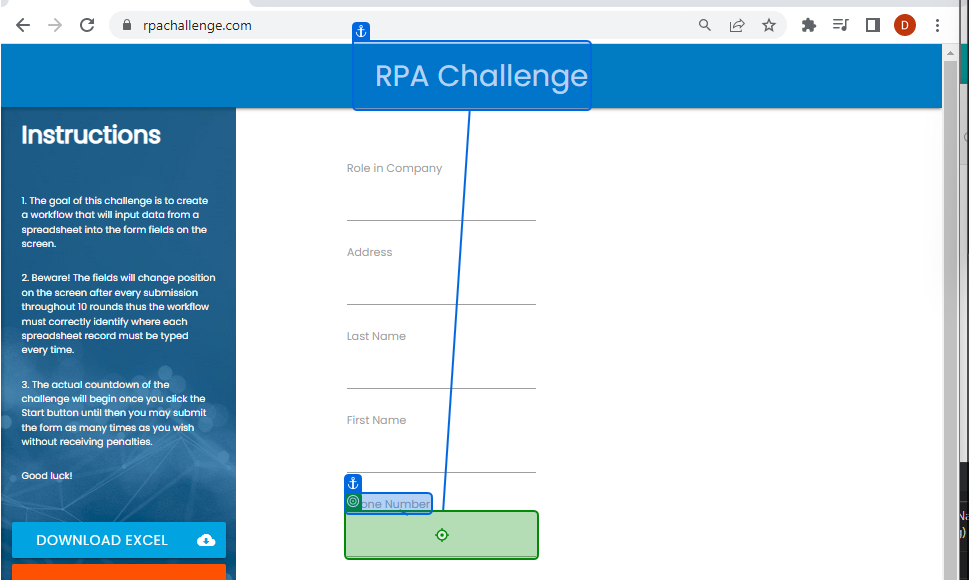 rpachallenge.com
D
RPA Challenge
Instructions
1. The goal of this challenge is to create
a workflow that will input data from a
spreadsheet into the form fields on the
screen.
2. Beware! The fields will change position
on the screen after every submission
throughout 10 rounds thus the workflow
must correctly identify where each
spreadsheet record must be typed
every time.
3. The actual countdown of the
challenge will begin once you click the
Start button until then you may submit
the form as many times as you wish
without receiving penalties.
Good luck!
DOWNLOAD EXCEL
Role in Company
Address
Last Name
First Name
Number